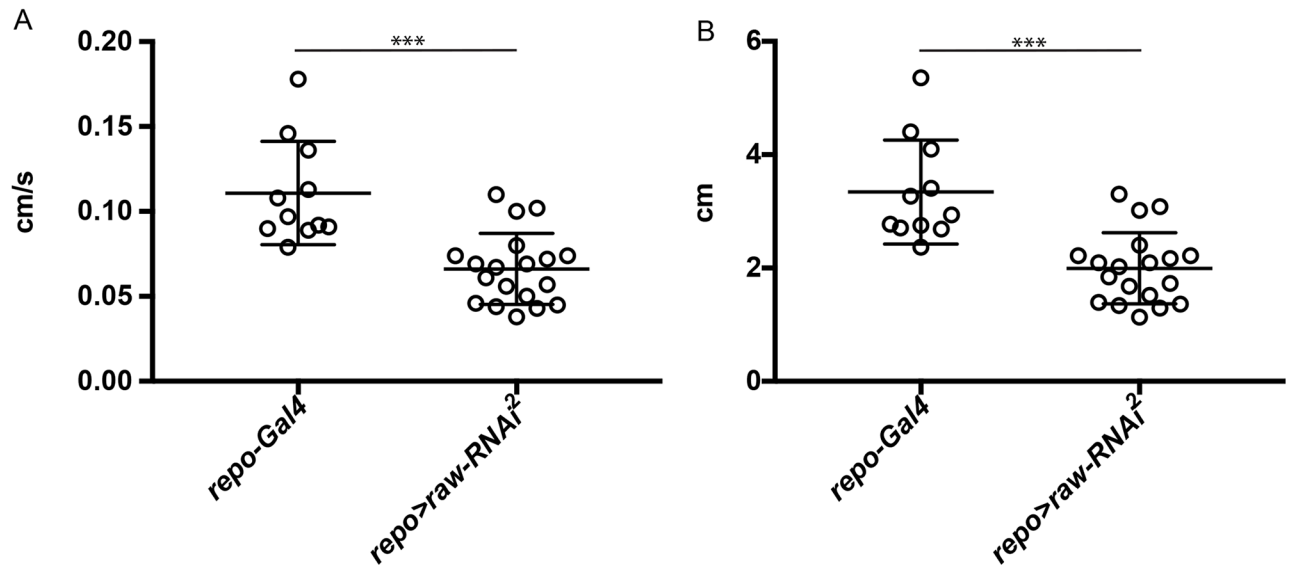 A
0.20
0.15
0.10
0.05
0.00
cm/s
***
repo-Gal4
repo>raw-RNAi²
B
6
4
2
0
cm
***
repo-Gal4
repo>raw-RNAi²